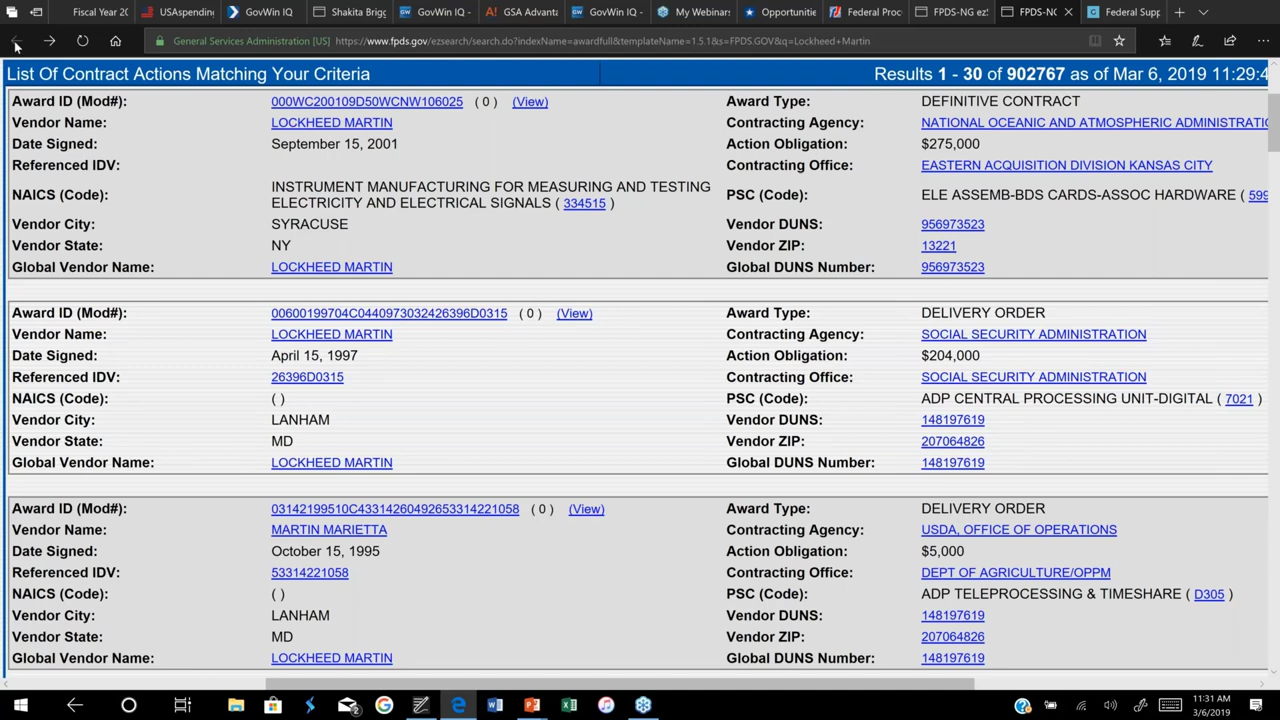 Fiscal Year 20
USAspending
GovWin IQ
Shakita Brigg
GovWin IQ -
GSA Advanta
GovWin IQ -
My Webinars
Opportunities
Federal Proc
FPDS-NG ezS
FPDS-NG
Federal Supp
General Services Administration [US] https://www.fpds.gov/ezsearch/search.do?indexName=awardfull&templateName=1.5.1&s=FPDS.GOV&q=Lockheed+Martin
List Of Contract Actions Matching Your Criteria
Results 1 - 30 of 902767 as of Mar 6, 2019 11:29:4
Award ID (Mod#): 000WC200109D50WCNW106025 ( 0 ) (View) Award Type: DEFINITIVE CONTRACT
Vendor Name: LOCKHEED MARTIN Contracting Agency: NATIONAL OCEANIC AND ATMOSPHERIC ADMINISTRATIO
Date Signed: September 15, 2001 Action Obligation: $275,000
Referenced IDV: Contracting Office: EASTERN ACQUISITION DIVISION KANSAS CITY
NAICS (Code): INSTRUMENT MANUFACTURING FOR MEASURING AND TESTING
ELECTRICITY AND ELECTRICAL SIGNALS ( 334515 ) PSC (Code): ELE ASSEMB-BDS CARDS-ASSOC HARDWARE ( 599
Vendor City: SYRACUSE Vendor DUNS: 956973523
Vendor State: NY Vendor ZIP: 13221
Global Vendor Name: LOCKHEED MARTIN Global DUNS Number: 956973523
Award ID (Mod#): 00600199704C0440973032426396D0315 ( 0 ) (View) Award Type: DELIVERY ORDER
Vendor Name: LOCKHEED MARTIN Contracting Agency: SOCIAL SECURITY ADMINISTRATION
Date Signed: April 15, 1997 Action Obligation: $204,000
Referenced IDV: 26396D0315 Contracting Office: SOCIAL SECURITY ADMINISTRATION
NAICS (Code): ( ) PSC (Code): ADP CENTRAL PROCESSING UNIT-DIGITAL ( 7021 )
Vendor City: LANHAM Vendor DUNS: 148197619
Vendor State: MD Vendor ZIP: 207064826
Global Vendor Name: LOCKHEED MARTIN Global DUNS Number: 148197619
Award ID (Mod#): 03142199510C43314260492653314221058 ( 0 ) (View) Award Type: DELIVERY ORDER
Vendor Name: MARTIN MARIETTA Contracting Agency: USDA, OFFICE OF OPERATIONS
Date Signed: October 15, 1995 Action Obligation: $5,000
Referenced IDV: 53314221058 Contracting Office: DEPT OF AGRICULTURE/OPPM
NAICS (Code): ( ) PSC (Code): ADP TELEPROCESSING & TIMESHARE ( D305 )
Vendor City: LANHAM Vendor DUNS: 148197619
Vendor State: MD Vendor ZIP: 207064826
Global Vendor Name: LOCKHEED MARTIN Global DUNS Number: 148197619
11:31 AM
3/6/2019